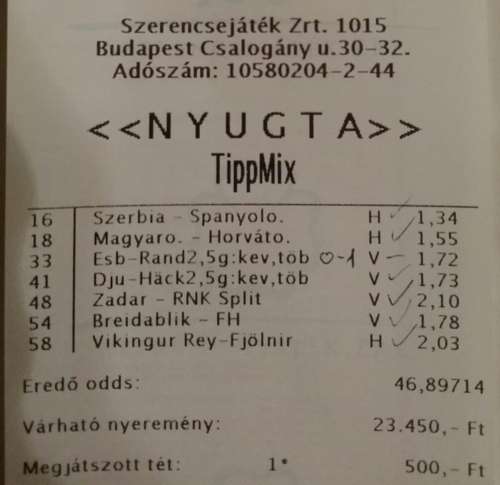 Szerencsejáték Zrt. 1015
Budapest Csalogány u.30-32.
Adószám: 10580204-2-44
<<NYUGTA>>
TippMix
16 Szerbia - Spanyolo. H ✓ 1,34
18 Magyaro. - Horváto. H ✓ 1,55
33 Esb-Rand2,5g:kev,töb ♡-1 V - 1,72
41 Dju-Häck2,5g:kev,töb V ✓ 1,73
48 Zadar - RNK Split V ✓ 2,10
54 Breidablik - FH V ✓ 1,78
58 Vikingur Rey-Fjölnir H ✓ 2,03
Eredő odds: 46,89714
Várható nyeremény: 23.450,- Ft
Megjátszott tét: 1* 500,- Ft